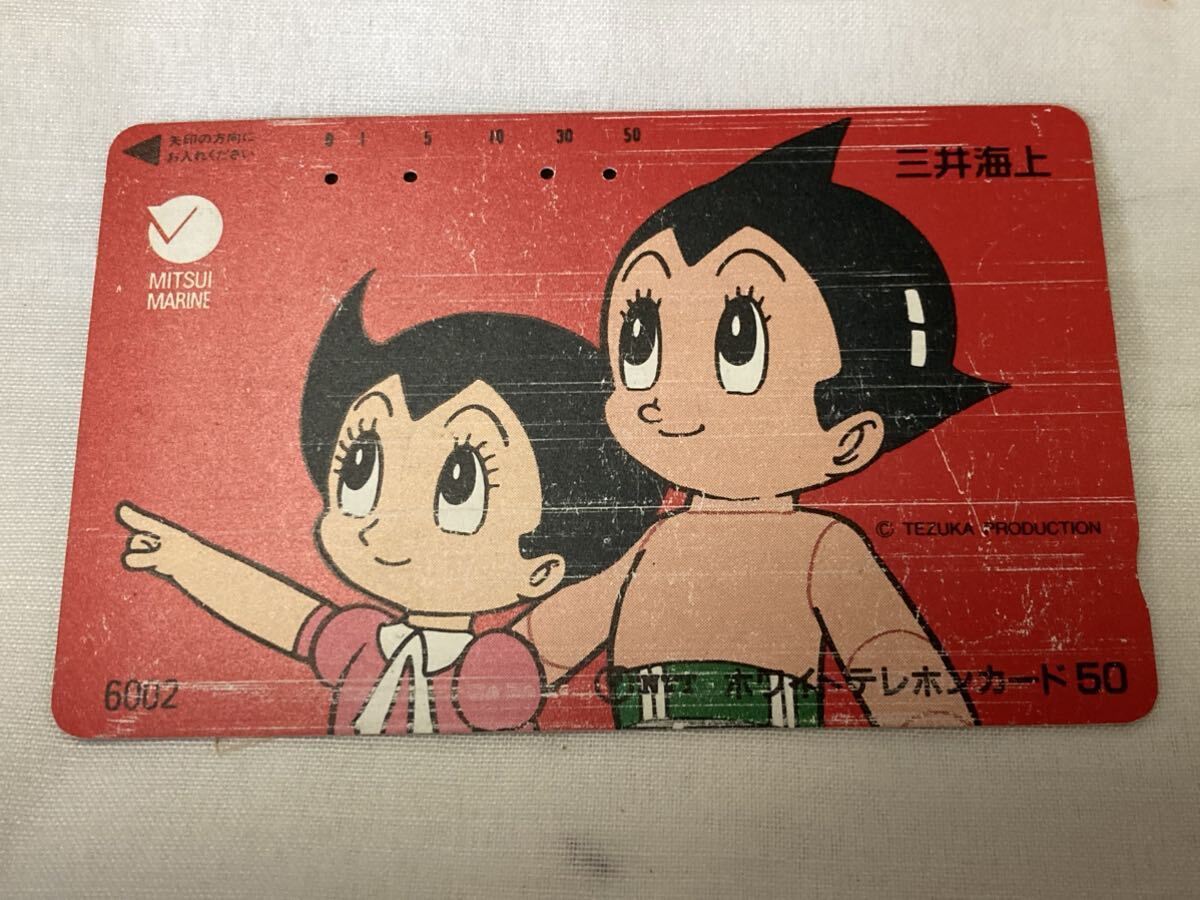 矢印の方向に
お入れください
0 1 5 10 30 50
三井海上
MITSUI
MARINE
© TEZUKA PRODUCTION
6002
ホワイトテレホンカード50